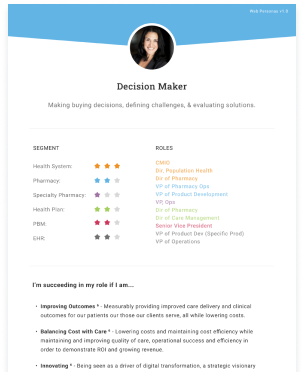 Web Personas v1.0
Decision Maker
Making buying decisions, defining challenges, & evaluating solutions.
SEGMENT
Health System:
Pharmacy:
Specialty Pharmacy:
Health Plan:
PBM:
EHR:
ROLES
CMIO
Dir, Population Health
Dir of Pharmacy
VP of Pharmacy Ops
VP of Product Development
VP, Ops
Dir of Pharmacy
Dir of Care Management
Senior Vice President
VP of Product Dev (Specific Prod)
VP of Operations
I'm succeeding in my role if I am...
• Improving Outcomes - Measurably providing improved care delivery and clinical
outcomes for our patients our those our clients serve, all while lowering costs.
• Balancing Cost with Care - Lowering costs and maintaining cost efficiency while
maintaining and improving quality of care, operational success and efficiency in
order to demonstrate ROI and growing revenue.
• Innovating - Being seen as a driver of digital transformation, a strategic visionary